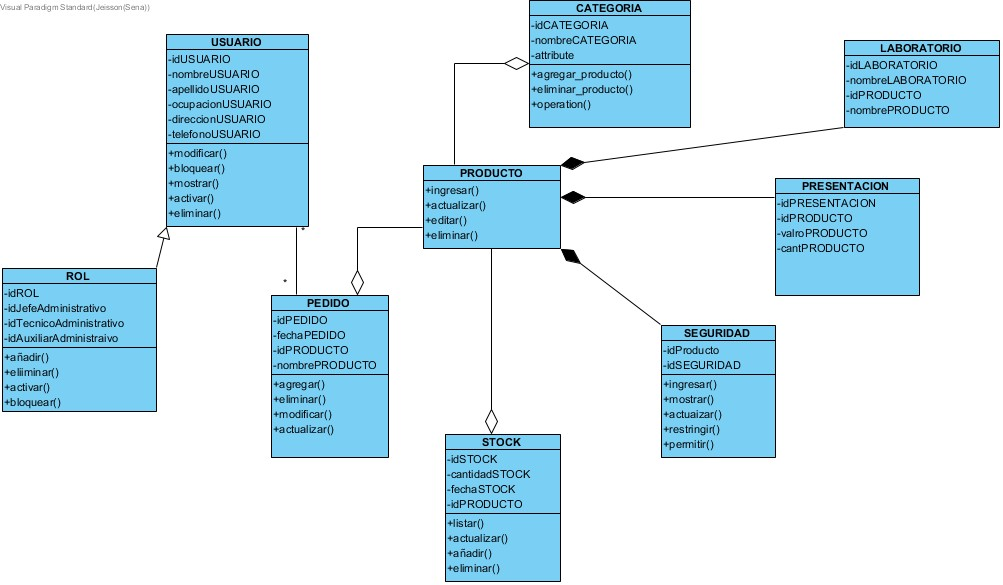 Visual Paradigm Standard(Jeisson(Sena))
CATEGORIA
-idCATEGORIA
-nombreCATEGORIA
-attribute
+agregar_producto()
+eliminar_producto()
+operation()
USUARIO
-idUSUARIO
-nombreUSUARIO
-apellidoUSUARIO
-ocupacionUSUARIO
-direccionUSUARIO
-telefonoUSUARIO
+modificar()
+bloquear()
+mostrar()
+activar()
+eliminar()
LABORATORIO
-idLABORATORIO
-nombreLABORATORIO
-idPRODUCTO
-nombrePRODUCTO
PRODUCTO
+ingresar()
+actualizar()
+editar()
+eliminar()
PRESENTACION
-idPRESENTACION
-idPRODUCTO
-valroPRODUCTO
-cantPRODUCTO
*
*
ROL
-idROL
-idJefeAdministrativo
-idTecnicoAdministrativo
-idAuxiliarAdministraivo
+añadir()
+eliiminar()
+activar()
+bloquear()
PEDIDO
-idPEDIDO
-fechaPEDIDO
-idPRODUCTO
-nombrePRODUCTO
+agregar()
+eliminar()
+modificar()
+actualizar()
SEGURIDAD
-idProducto
-idSEGURIDAD
+ingresar()
+mostrar()
+actuaizar()
+restringir()
+permitir()
STOCK
-idSTOCK
-cantidadSTOCK
-fechaSTOCK
-idPRODUCTO
+listar()
+actualizar()
+añadir()
+eliminar()